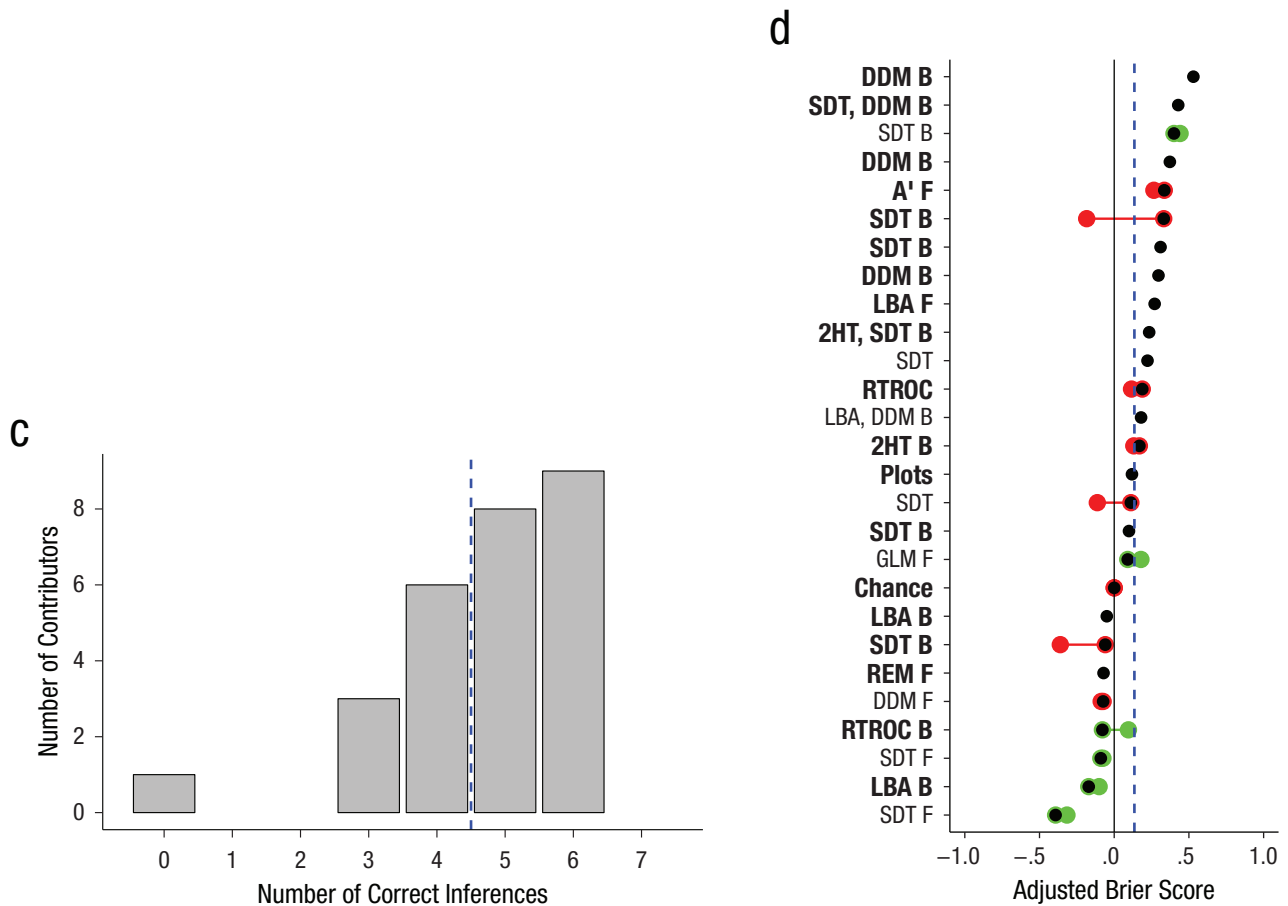 c
Number of Contributors
8
6
4
2
0
0 1 2 3 4 5 6 7
Number of Correct Inferences
d
DDM B
SDT, DDM B
SDT B
DDM B
A' F
SDT B
SDT B
DDM B
LBA F
2HT, SDT B
SDT
RTROC
LBA, DDM B
2HT B
Plots
SDT
SDT B
GLM F
Chance
LBA B
SDT B
REM F
DDM F
RTROC B
SDT F
LBA B
SDT F
–1.0 –.5 .0 .5 1.0
Adjusted Brier Score